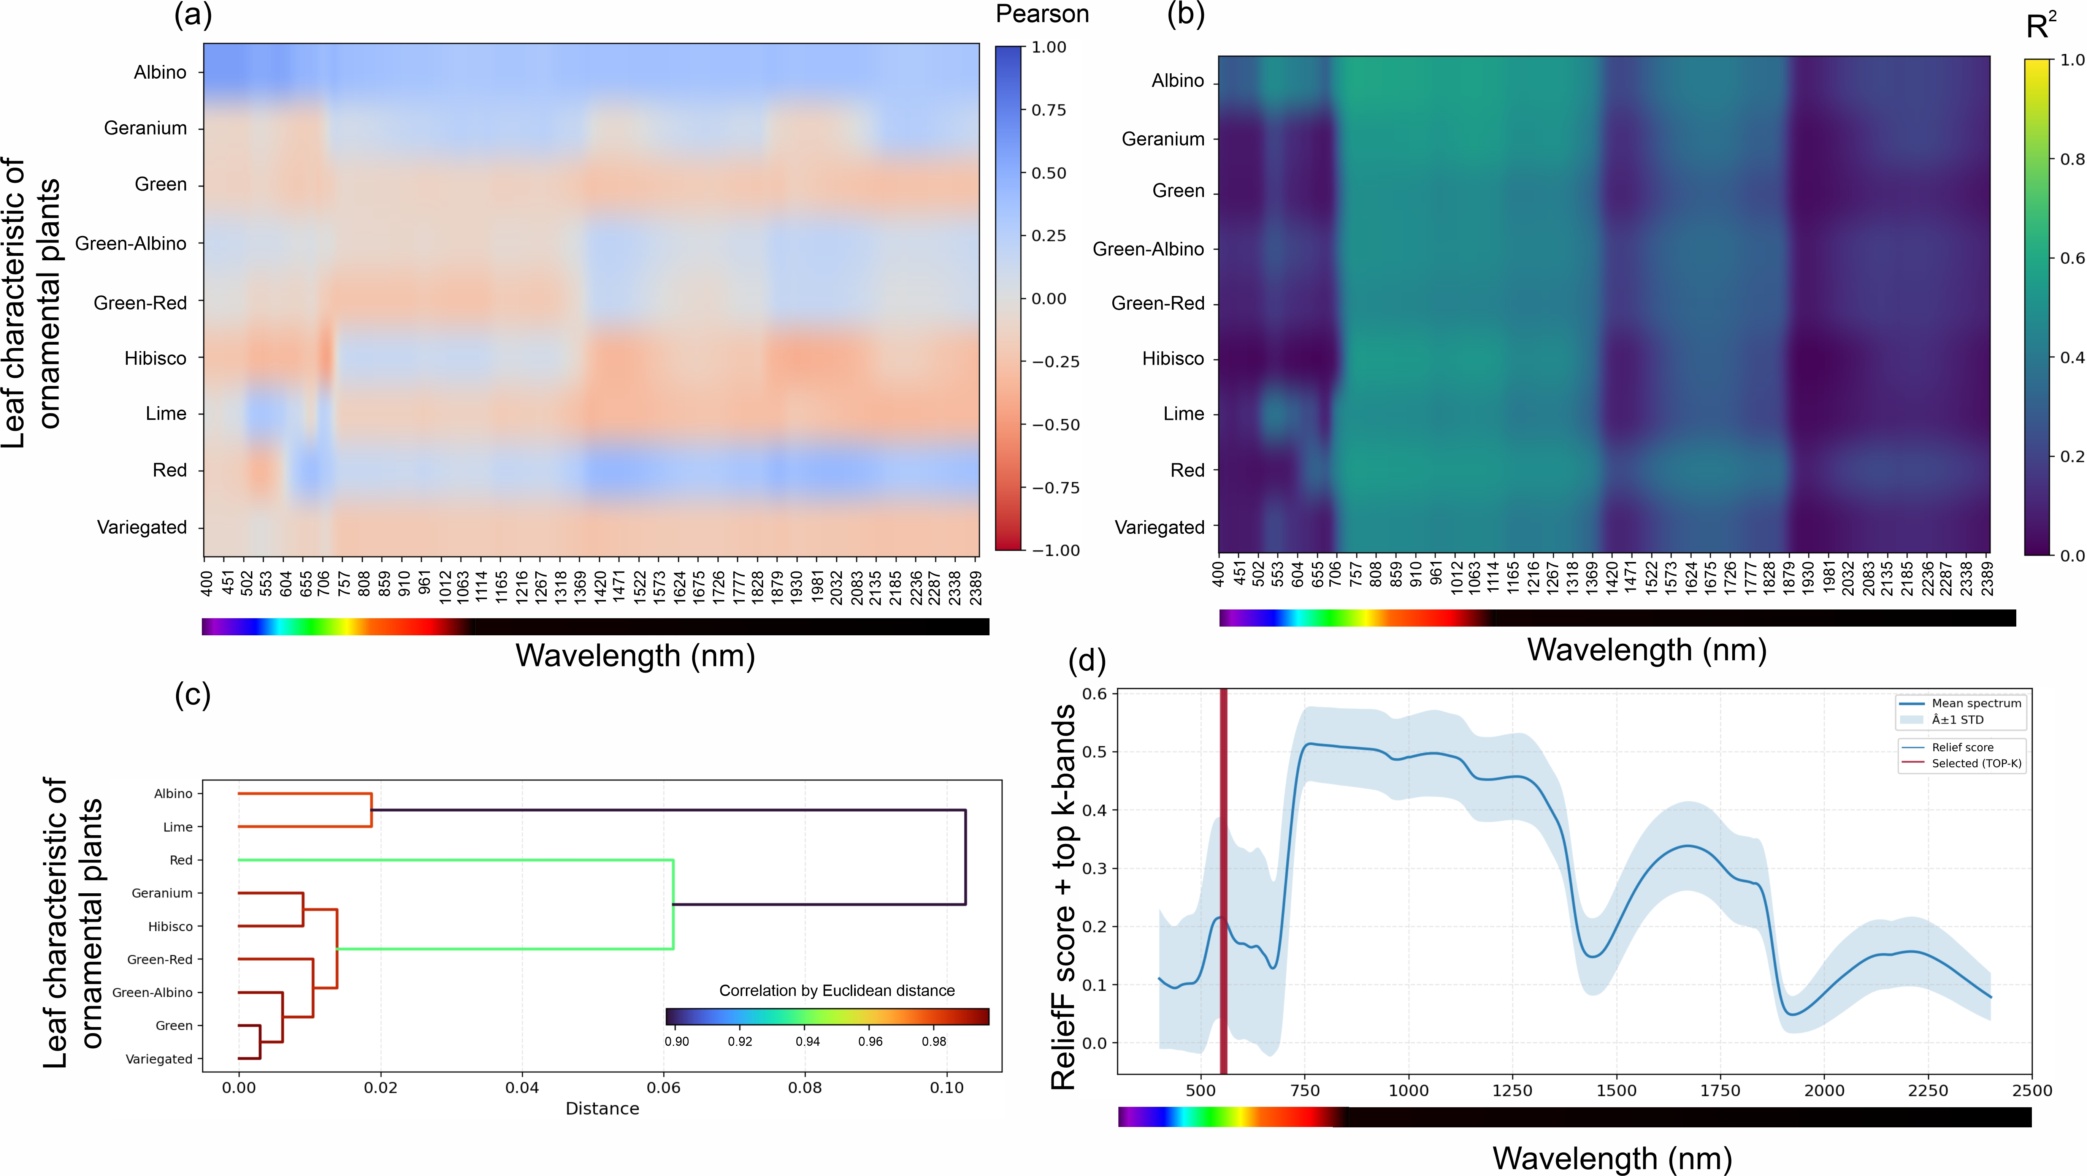 (a)
Pearson
Leaf characteristic of
ornamental plants
Albino
Geranium
Green
Green-Albino
Green-Red
Hibisco
Lime
Red
Variegated
1.00
0.75
0.50
0.25
0.00
−0.25
−0.50
−0.75
−1.00
400 451 502 553 604 655 706 757 808 859 910 961 1012 1063 1114 1165 1216 1267 1318 1369 1420 1471 1522 1573 1624 1675 1726 1777 1828 1879 1930 1981 2032 2083 2135 2185 2236 2287 2338 2389
Wavelength (nm)
(b)
R²
Albino
Geranium
Green
Green-Albino
Green-Red
Hibisco
Lime
Red
Variegated
1.0
0.8
0.6
0.4
0.2
0.0
400 451 502 553 604 655 706 757 808 859 910 961 1012 1063 1114 1165 1216 1267 1318 1369 1420 1471 1522 1573 1624 1675 1726 1777 1828 1879 1930 1981 2032 2083 2135 2185 2236 2287 2338 2389
Wavelength (nm)
(c)
Leaf characteristic of
ornamental plants
Albino
Lime
Red
Geranium
Hibisco
Green-Red
Green-Albino
Green
Variegated
Correlation by Euclidean distance
0.90 0.92 0.94 0.96 0.98
0.00 0.02 0.04 0.06 0.08 0.10
Distance
(d)
ReliefF score + top k-bands
0.6
0.5
0.4
0.3
0.2
0.1
0.0
Mean spectrum
Â±1 STD
Relief score
Selected (TOP-K)
500 750 1000 1250 1500 1750 2000 2250 2500
Wavelength (nm)